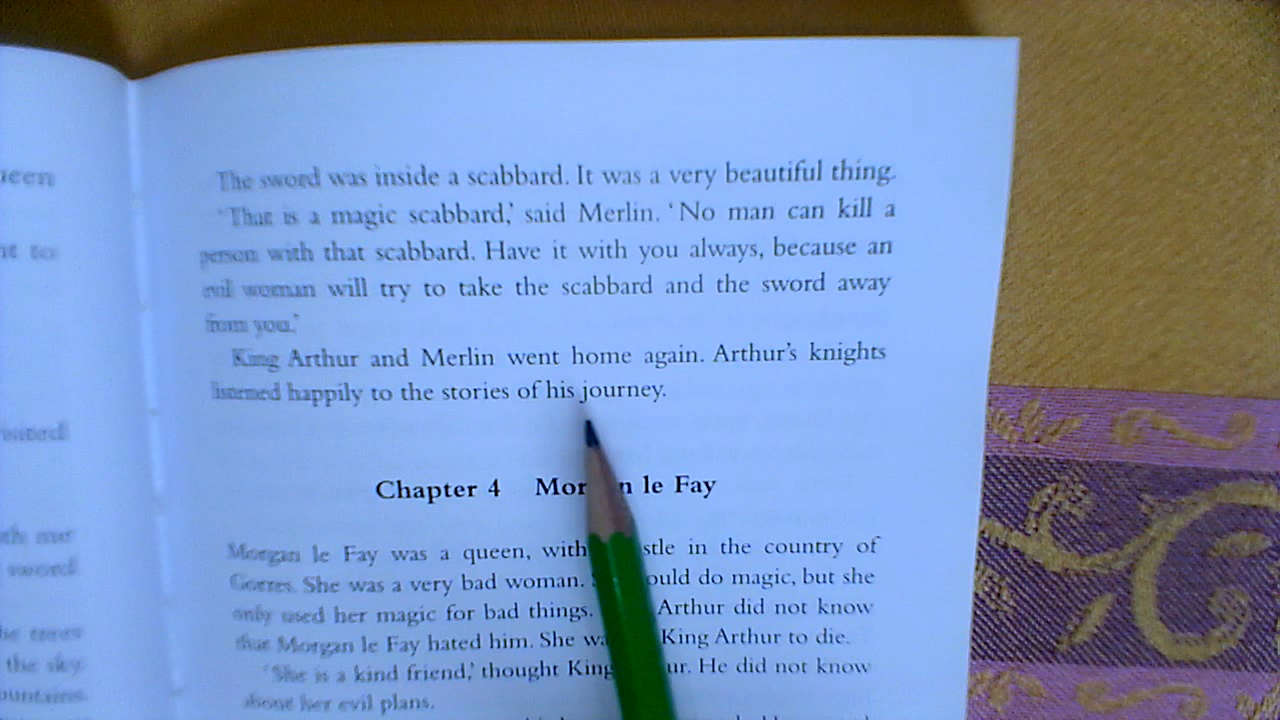 ueen
The sword was inside a scabbard. It was a very beautiful thing.
'That is a magic scabbard,' said Merlin. 'No man can kill a
person with that scabbard. Have it with you always, because an
evil woman will try to take the scabbard and the sword away
from you.'
King Arthur and Merlin went home again. Arthur's knights
listened happily to the stories of his journey.
Chapter 4 Mor n le Fay
Morgan le Fay was a queen, with stle in the country of
Gorres. She was a very bad woman. S ould do magic, but she
only used her magic for bad things. Arthur did not know
that Morgan le Fay hated him. She wa King Arthur to die.
'She is a kind friend,' thought King ur. He did not know
about her evil plans.
sword
the sky
ountains.